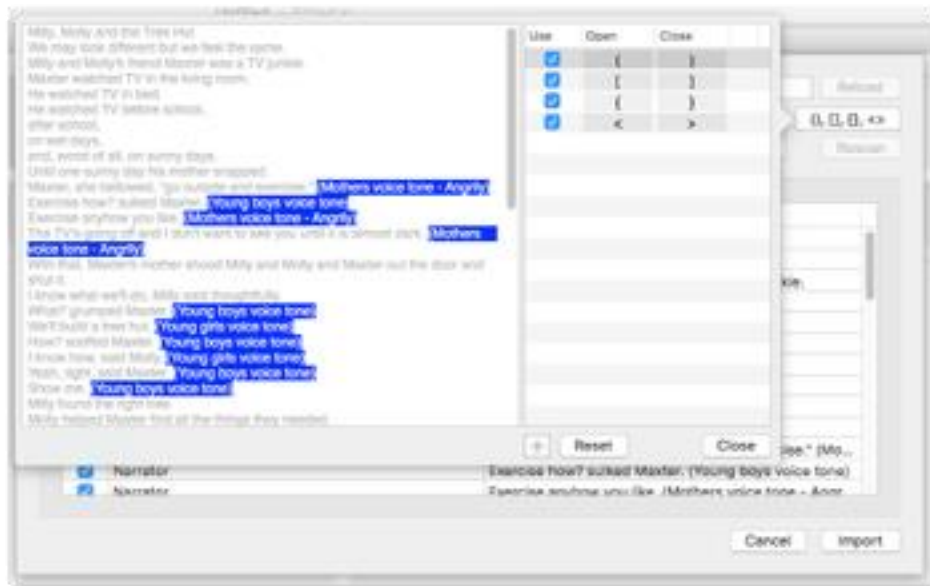 Milly, Molly and the Tree Hut
We may look different but we feel the same.
Milly and Molly's friend Maxter was a TV junkie.
Maxter watched TV in the living room.
He watched TV in bed.
He watched TV before school,
after school,
on wet days,
and, worst of all, on sunny days.
Until one sunny day his mother snapped.
Maxter, she bellowed, "go outside and exercise." (Mothers voice tone - Angrily)
Exercise how? sulked Maxter. (Young boys voice tone)
Exercise anyhow you like. (Mothers voice tone - Angrily)
The TV's going off and I don't want to see you until it is almost dark. (Mothers
voice tone - Angrily)
With that, Maxter's mother shooed Milly and Molly and Maxter out the door and
shut it.
I know what we'll do, Milly said thoughtfully.
What? grumped Maxter. (Young boys voice tone)
We'll build a tree hut. (Young girls voice tone)
How? scoffed Maxter. (Young boys voice tone)
I know how, said Molly. (Young girls voice tone)
Yeah, right, said Maxter. (Young boys voice tone)
Show me. (Young boys voice tone)
Milly found the right tree.
Molly helped Maxter find all the things they needed.
Use Open Close
( )
[ ]
{ }
< >
+ Reset Close
Reload
(), [], {}, <>
Rescan
kie.
ise." (Mo...
Narrator Exercise how? sulked Maxter. (Young boys voice tone)
Narrator Exercise anyhow you like. (Mothers voice tone - Angr...
Cancel Import